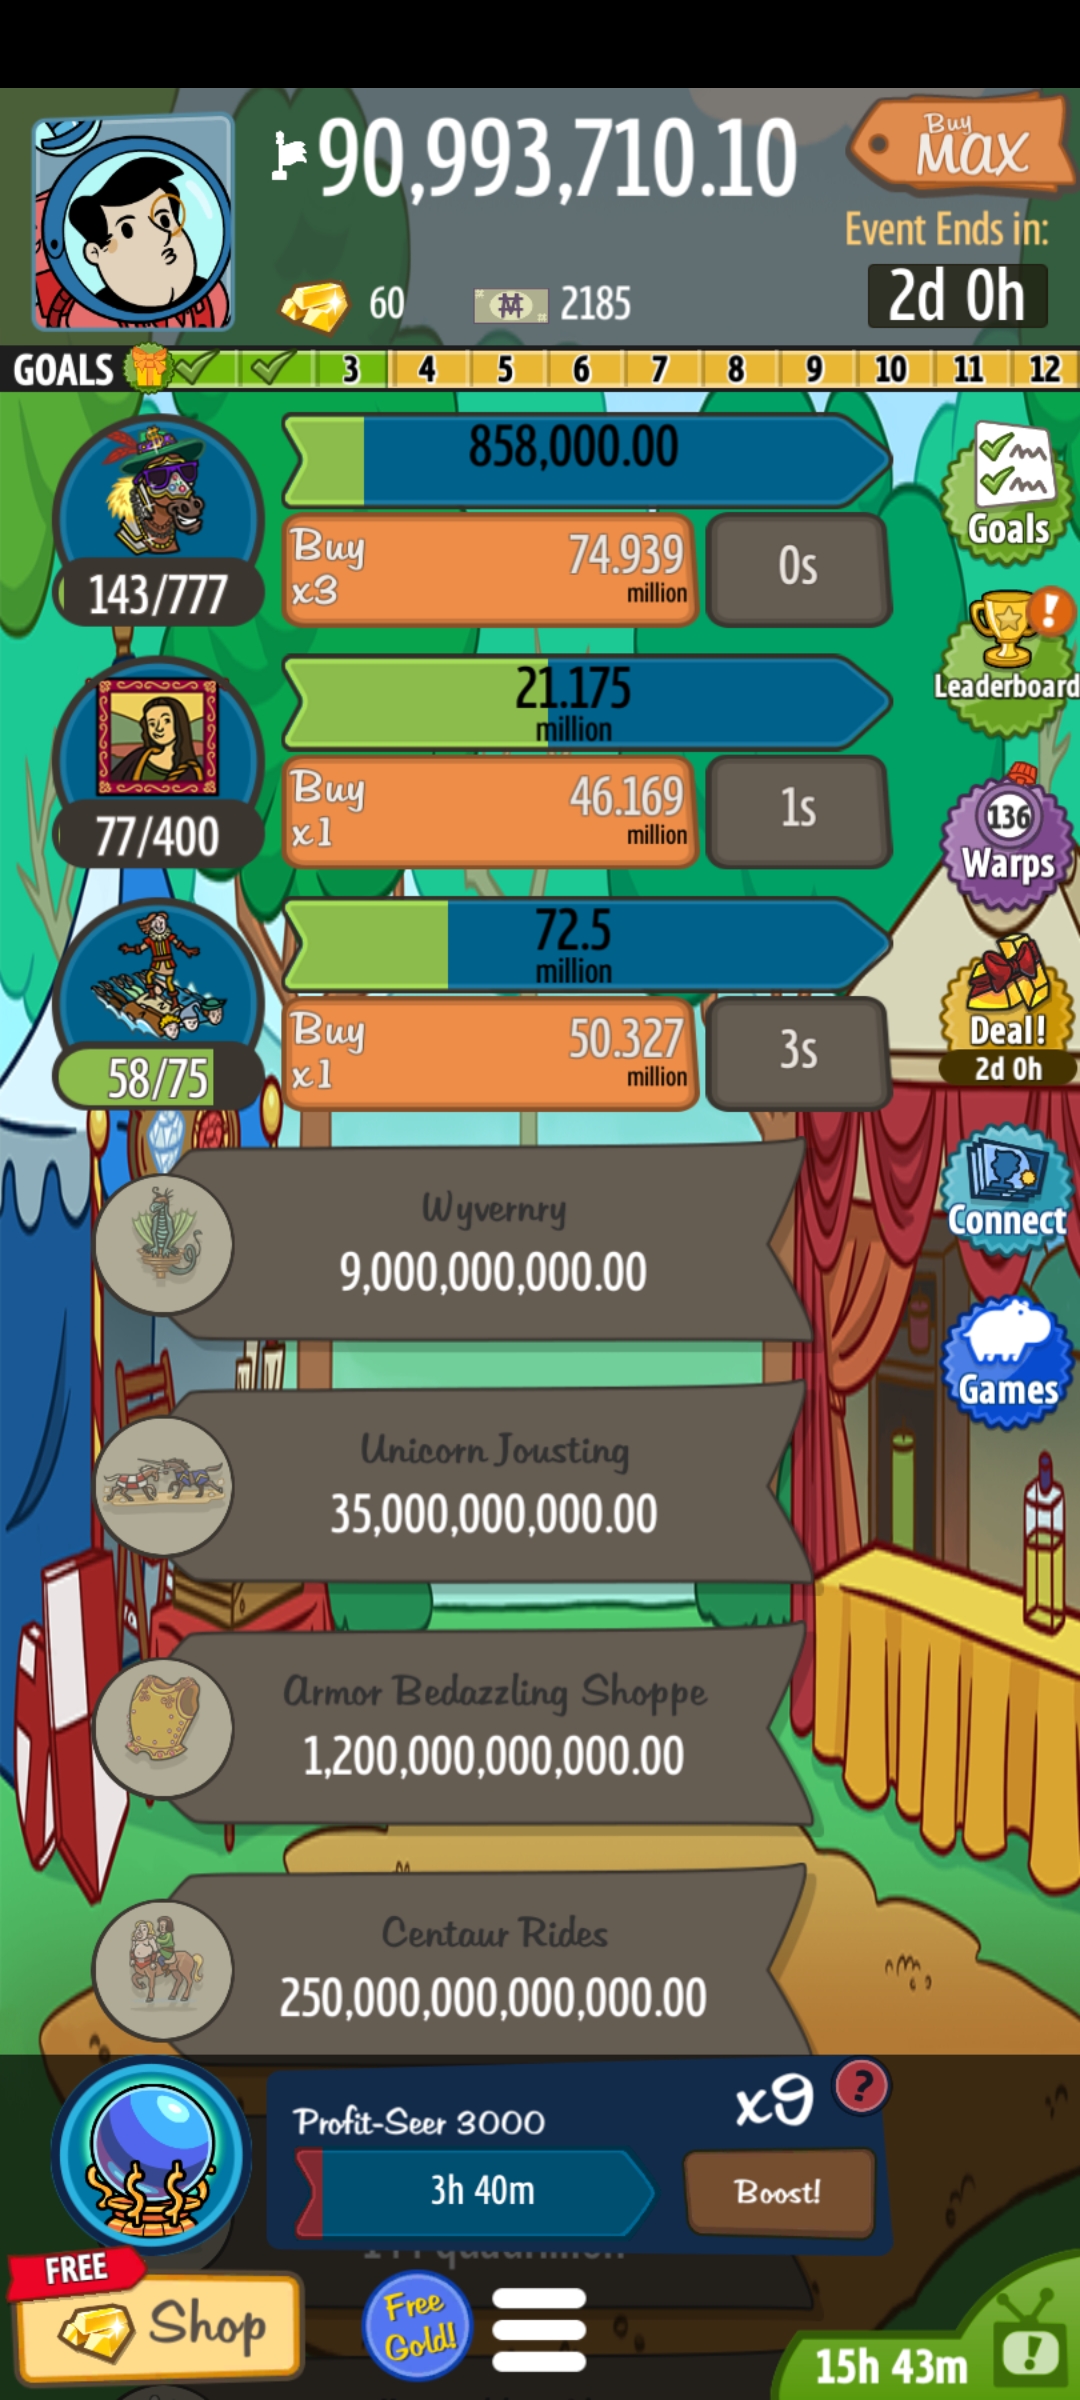 90,993,710.10
Buy
MAX
Event Ends in:
2d 0h
60
2185
GOALS 3 4 5 6 7 8 9 10 11 12
858,000.00
Buy
x3
74.939
million
0s
143/777
Goals
21.175
million
Buy
x1
46.169
million
1s
77/400
!
Leaderboard
136
Warps
72.5
million
Buy
x1
50.327
million
3s
58/75
Deal!
2d 0h
Wyvernry
9,000,000,000.00
Connect
Unicorn Jousting
35,000,000,000.00
Games
Armor Bedazzling Shoppe
1,200,000,000,000.00
Centaur Rides
250,000,000,000,000.00
Profit-Seer 3000
x9
?
3h 40m
Boost!
FREE
Shop
Free
Gold!
15h 43m
!